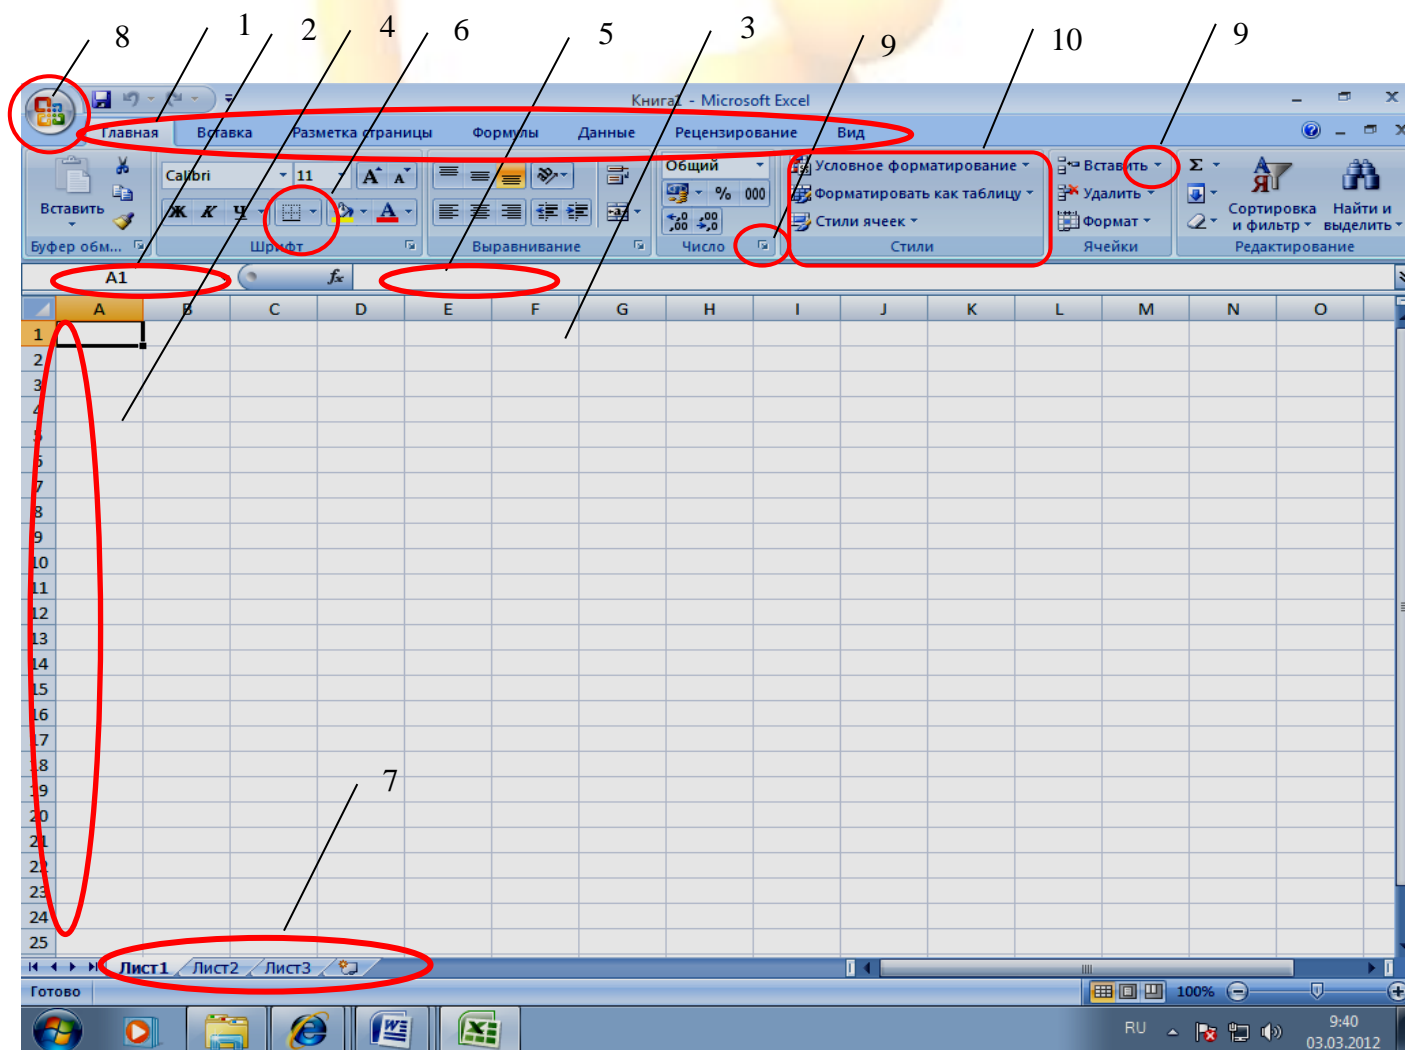 8 1 2 4 6 5 3 9 10 9
Книга1 - Microsoft Excel
Главная Вставка Разметка страницы Формулы Данные Рецензирование Вид
Вставить
Calibri 11 А А
Ж К Ч
Общий
% 000
,0 ,00
,00 ,0
Условное форматирование
Форматировать как таблицу
Стили ячеек
Вставить
Удалить
Формат
Σ
А
Я
Сортировка
и фильтр
Найти и
выделить
Буфер обм... Шрифт Выравнивание Число Стили Ячейки Редактирование
A1 fx
A B C D E F G H I J K L M N O
1
2
3
4
5
6
7
8
9
10
11
12
13
14
15
16
17
18
19
20
21
22
23
24
25
7
Лист1 Лист2 Лист3
Готово 100%
RU 9:40
03.03.2012